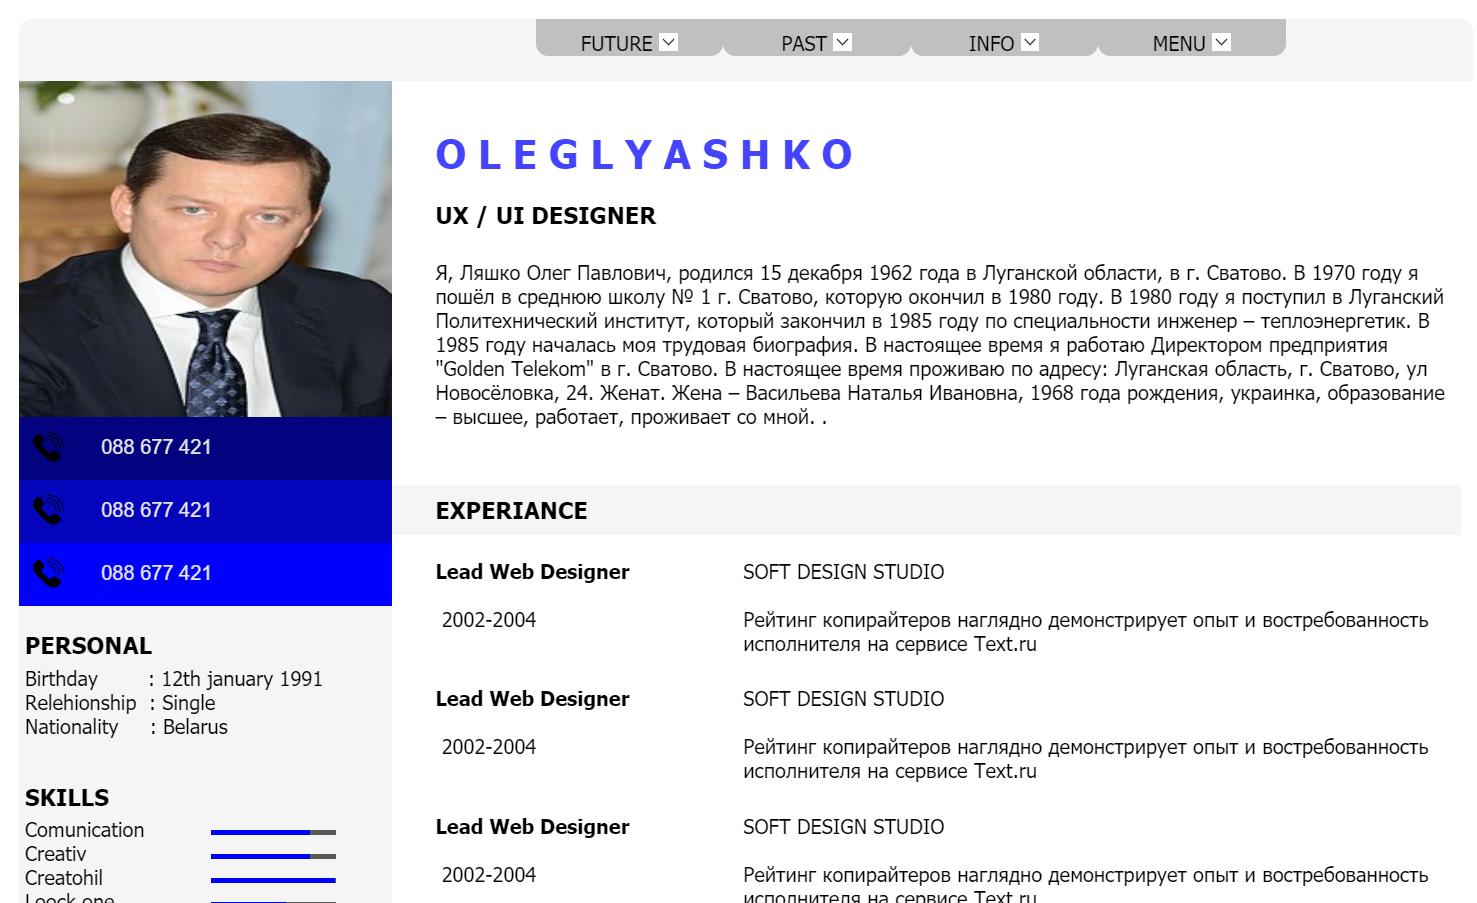 FUTURE PAST INFO MENU
O L E G L Y A S H K O
UX / UI DESIGNER
Я, Ляшко Олег Павлович, родился 15 декабря 1962 года в Луганской области, в г. Сватово. В 1970 году я
пошёл в среднюю школу № 1 г. Сватово, которую окончил в 1980 году. В 1980 году я поступил в Луганский
Политехнический институт, который закончил в 1985 году по специальности инженер – теплоэнергетик. В
1985 году началась моя трудовая биография. В настоящее время я работаю Директором предприятия
"Golden Telekom" в г. Сватово. В настоящее время проживаю по адресу: Луганская область, г. Сватово, ул
Новосёловка, 24. Женат. Жена – Васильева Наталья Ивановна, 1968 года рождения, украинка, образование
– высшее, работает, проживает со мной. .
088 677 421
088 677 421
088 677 421
PERSONAL
Birthday : 12th january 1991
Relehionship : Single
Nationality : Belarus
SKILLS
Comunication
Creativ
Creatohil
Loock one
EXPERIANCE
Lead Web Designer SOFT DESIGN STUDIO
2002-2004 Рейтинг копирайтеров наглядно демонстрирует опыт и востребованность
исполнителя на сервисе Text.ru
Lead Web Designer SOFT DESIGN STUDIO
2002-2004 Рейтинг копирайтеров наглядно демонстрирует опыт и востребованность
исполнителя на сервисе Text.ru
Lead Web Designer SOFT DESIGN STUDIO
2002-2004 Рейтинг копирайтеров наглядно демонстрирует опыт и востребованность
исполнителя на сервисе Text.ru